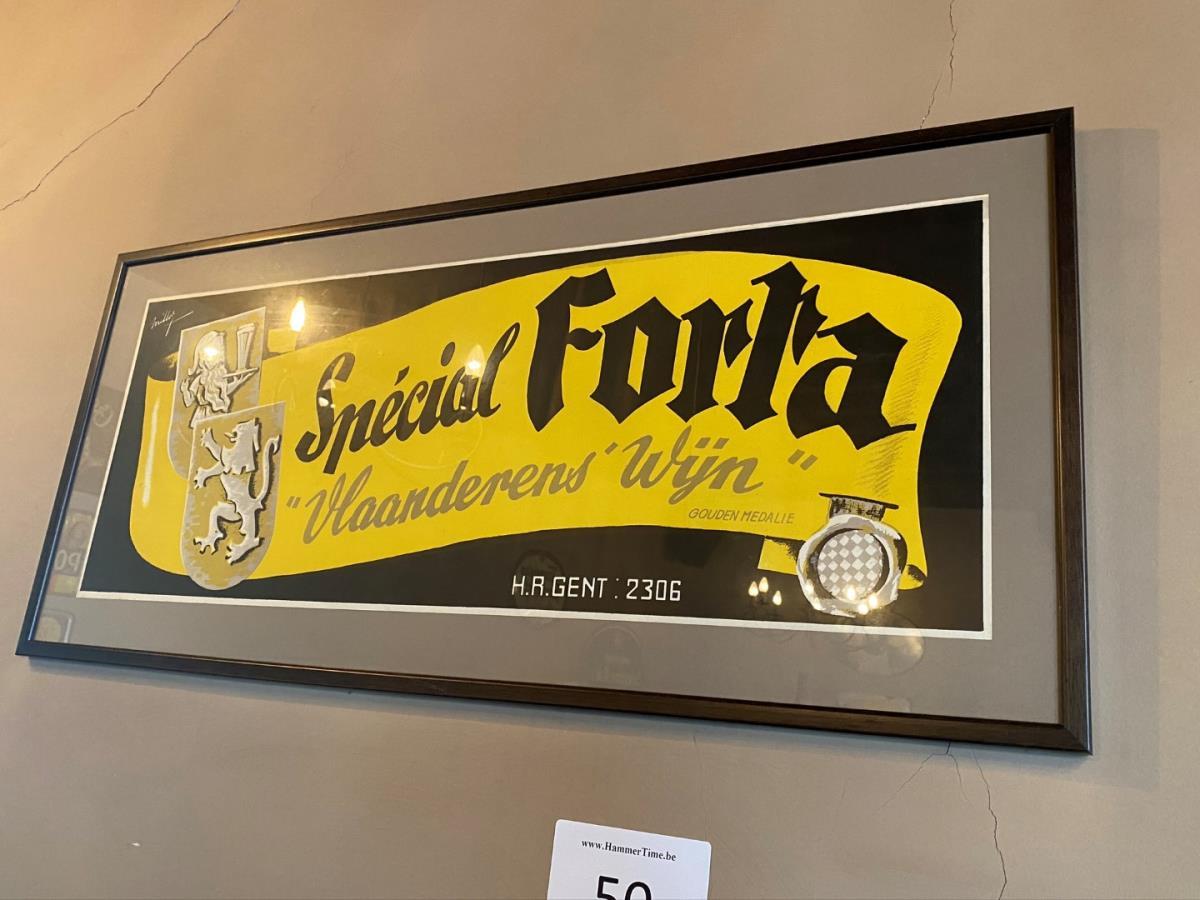 Spécial Forta
"Vlaanderens' Wijn"
GOUDEN MEDALIE
H.R.GENT : 2306
www.HammerTime.be
50